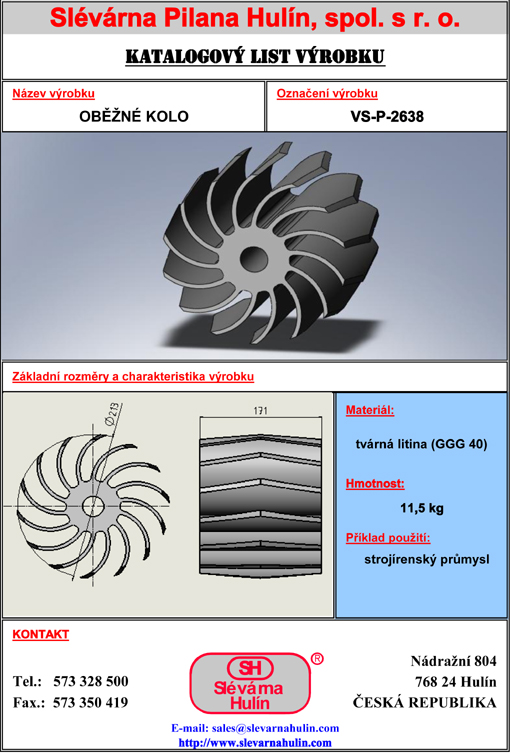 Slévárna Pilana Hulín, spol. s r. o.
KATALOGOVÝ LIST VÝROBKU
Název výrobku
Označení výrobku
OBĚŽNÉ KOLO
VS-P-2638
Základní rozměry a charakteristika výrobku
Ø213
171
Materiál:
tvárná litina (GGG 40)
Hmotnost:
11,5 kg
Příklad použití:
strojírenský průmysl
KONTAKT
Tel.: 573 328 500
Fax.: 573 350 419
SH
Slévárna
Hulín
®
Nádražní 804
768 24 Hulín
ČESKÁ REPUBLIKA
E-mail: sales@slevarnahulin.com
http://www.slevarnahulin.com